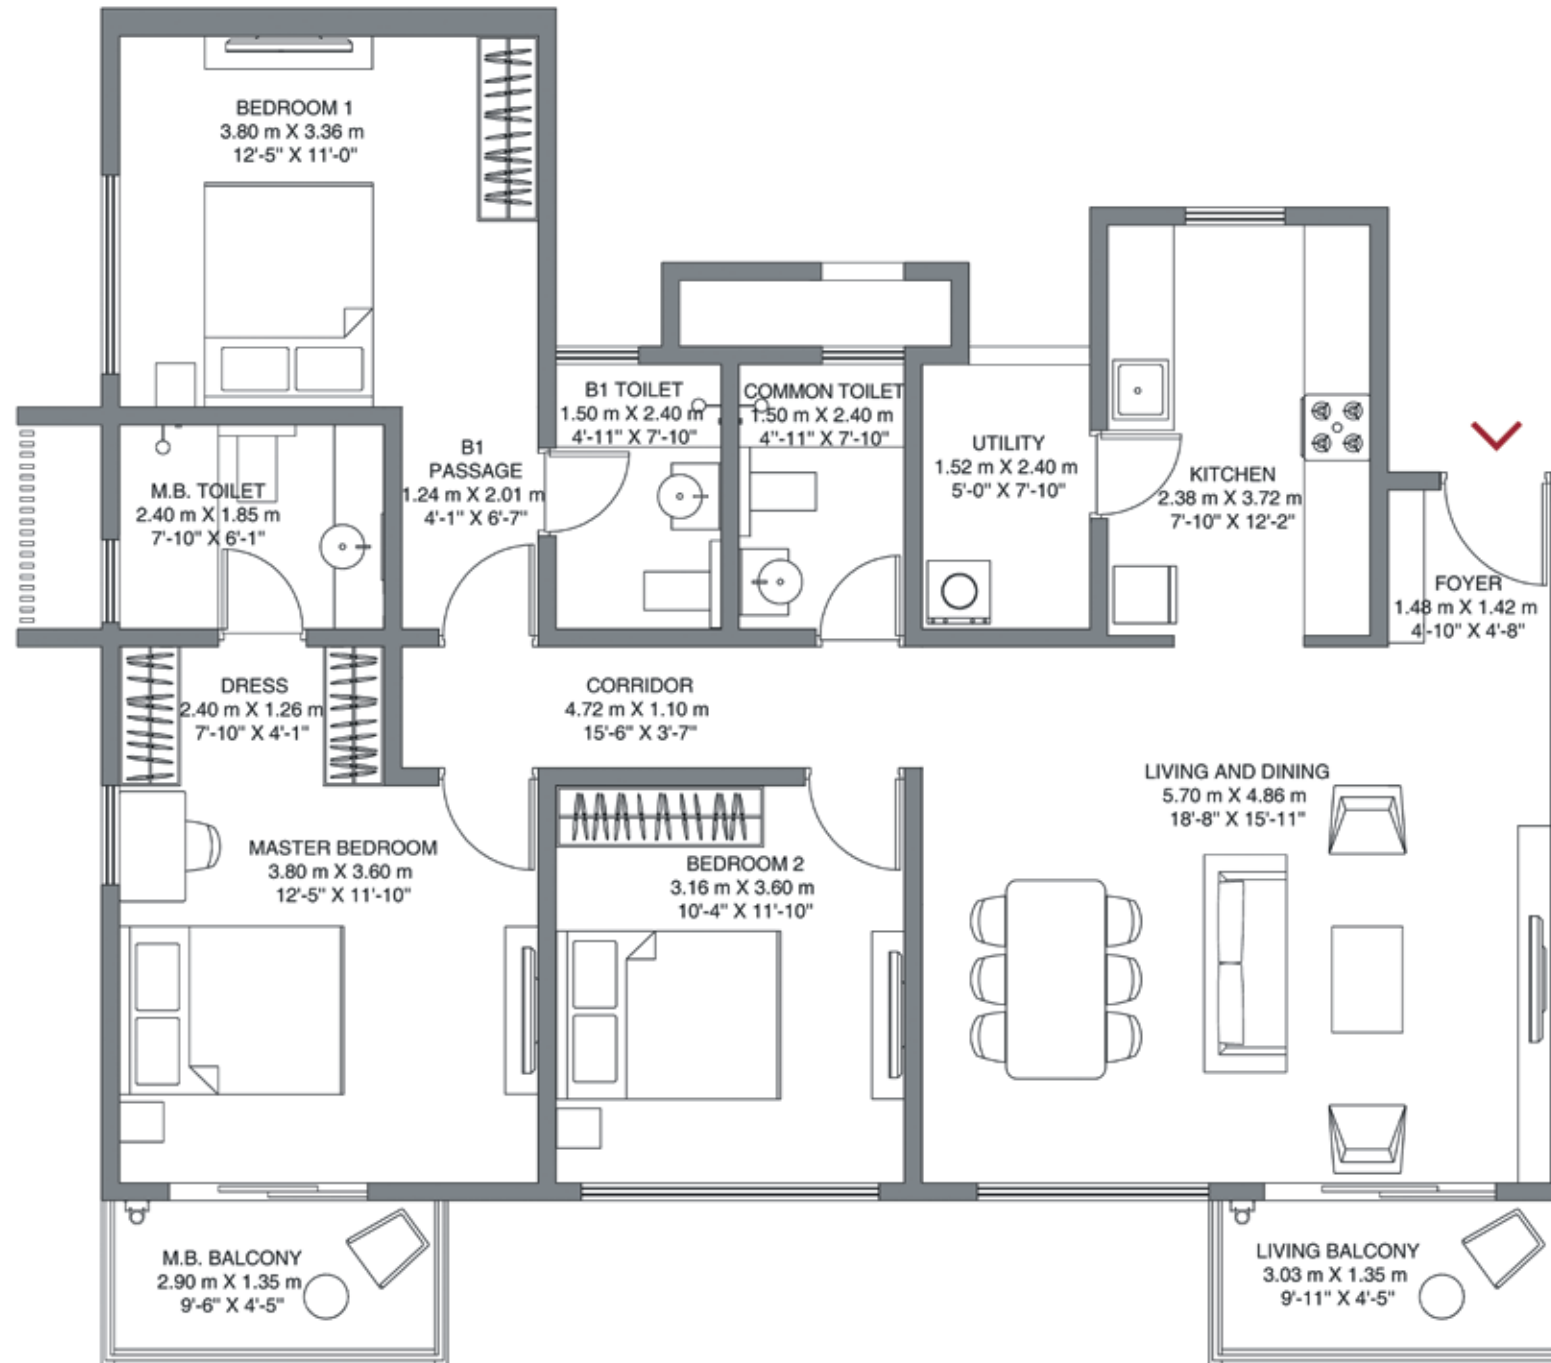 BEDROOM 1
3.80 m X 3.36 m
12'-5" X 11'-0"
B1 TOILET
1.50 m X 2.40 m
4'-11" X 7'-10"
COMMON TOILET
1.50 m X 2.40 m
4"-11" X 7'-10"
B1
PASSAGE
1.24 m X 2.01 m
4'-1" X 6'-7"
UTILITY
1.52 m X 2.40 m
5'-0" X 7'-10"
KITCHEN
2.38 m X 3.72 m
7'-10" X 12'-2"
M.B. TOILET
2.40 m X 1.85 m
7'-10" X 6'-1"
FOYER
1.48 m X 1.42 m
4'-10" X 4'-8"
DRESS
2.40 m X 1.26 m
7'-10" X 4'-1"
CORRIDOR
4.72 m X 1.10 m
15'-6" X 3'-7"
LIVING AND DINING
5.70 m X 4.86 m
18'-8" X 15'-11"
MASTER BEDROOM
3.80 m X 3.60 m
12'-5" X 11'-10"
BEDROOM 2
3.16 m X 3.60 m
10'-4" X 11'-10"
M.B. BALCONY
2.90 m X 1.35 m
9'-6" X 4'-5"
LIVING BALCONY
3.03 m X 1.35 m
9'-11" X 4'-5"